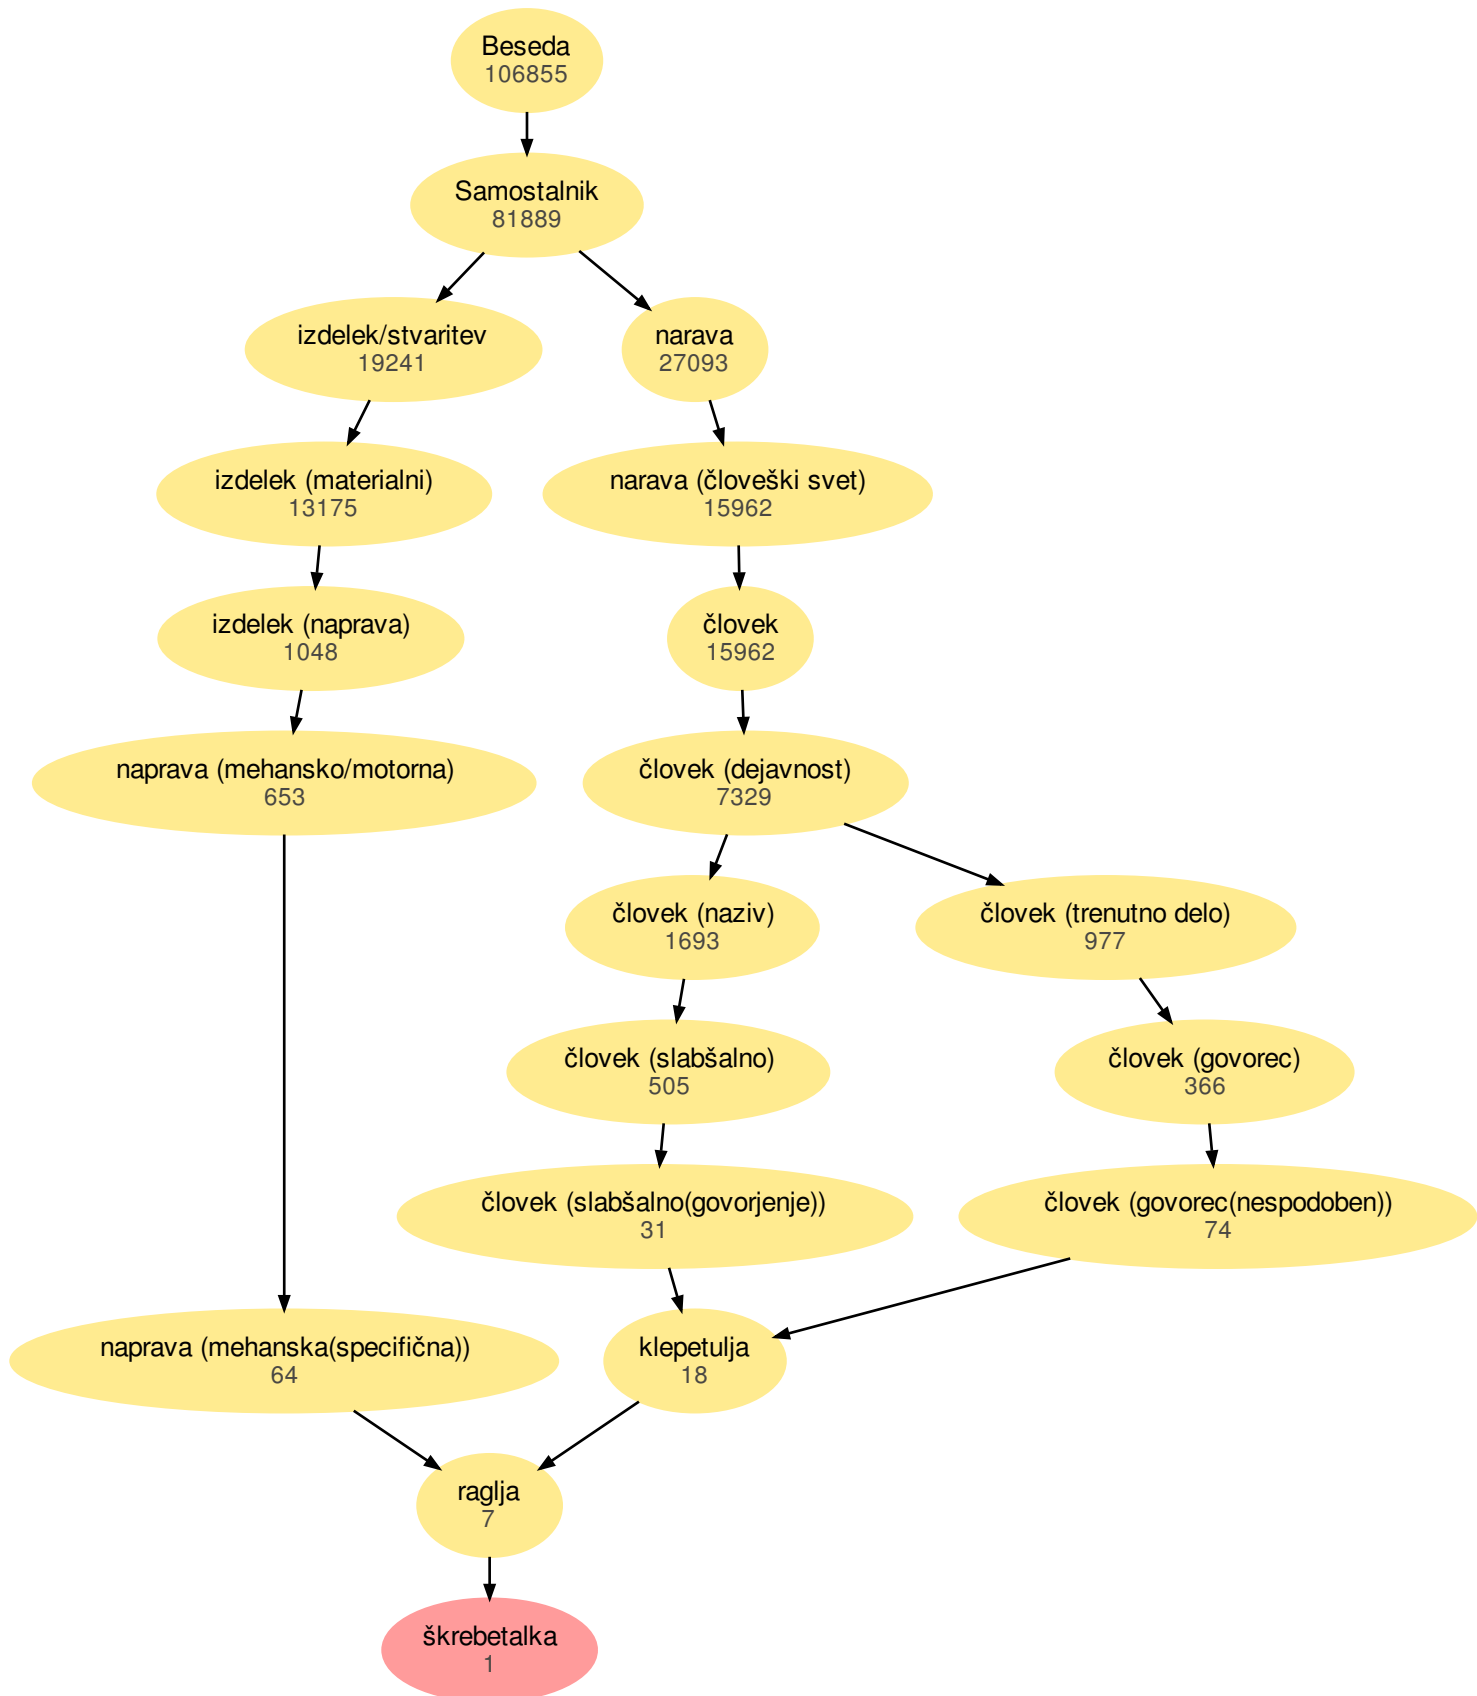 Beseda
106855
Samostalnik
81889
izdelek/stvaritev
19241
narava
27093
izdelek (materialni)
13175
narava (človeški svet)
15962
izdelek (naprava)
1048
človek
15962
naprava (mehansko/motorna)
653
človek (dejavnost)
7329
človek (naziv)
1693
človek (trenutno delo)
977
človek (slabšalno)
505
človek (govorec)
366
človek (slabšalno(govorjenje))
31
človek (govorec(nespodoben))
74
naprava (mehanska(specifična))
64
klepetulja
18
raglja
7
škrebetalka
1